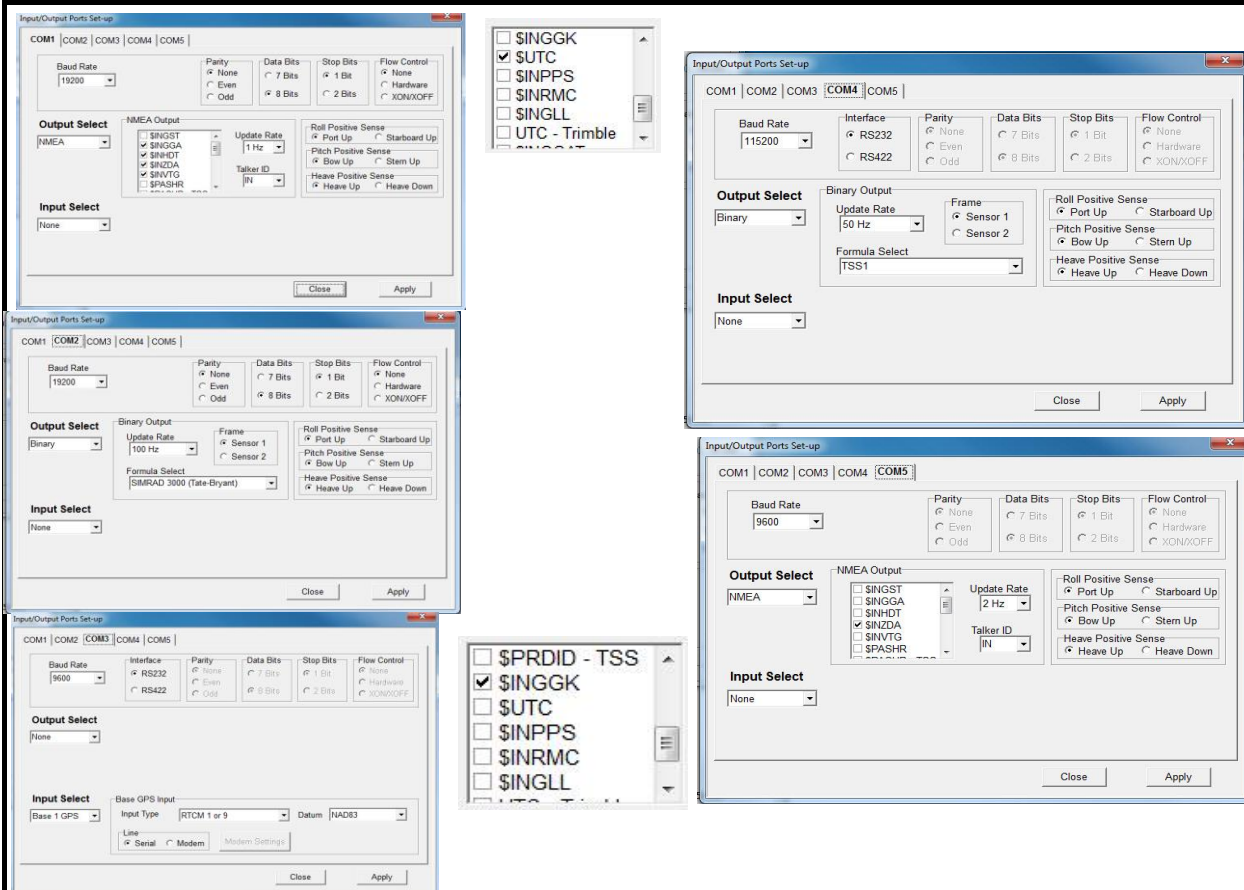 Input/Output Ports Set-up
COM1 COM2 COM3 COM4 COM5
Baud Rate
19200
Parity
None
Even
Odd
Data Bits
7 Bits
8 Bits
Stop Bits
1 Bit
2 Bits
Flow Control
None
Hardware
XON/XOFF
Output Select
NMEA
NMEA Output
$INGST
$INGGA
$INHDT
$INZDA
$INVTG
$PASHR
Update Rate
1 Hz
Talker ID
IN
Roll Positive Sense
Port Up Starboard Up
Pitch Positive Sense
Bow Up Stern Up
Heave Positive Sense
Heave Up Heave Down
Input Select
None
Close Apply
$INGGK
$UTC
$INPPS
$INRMC
$INGLL
UTC - Trimble
Input/Output Ports Set-up
COM1 COM2 COM3 COM4 COM5
Baud Rate
115200
Interface
RS232
RS422
Parity
None
Even
Odd
Data Bits
7 Bits
8 Bits
Stop Bits
1 Bit
2 Bits
Flow Control
None
Hardware
XON/XOFF
Output Select
Binary
Binary Output
Update Rate
50 Hz
Frame
Sensor 1
Sensor 2
Formula Select
TSS1
Roll Positive Sense
Port Up Starboard Up
Pitch Positive Sense
Bow Up Stern Up
Heave Positive Sense
Heave Up Heave Down
Input Select
None
Close Apply
Input/Output Ports Set-up
COM1 COM2 COM3 COM4 COM5
Baud Rate
19200
Parity
None
Even
Odd
Data Bits
7 Bits
8 Bits
Stop Bits
1 Bit
2 Bits
Flow Control
None
Hardware
XON/XOFF
Output Select
Binary
Binary Output
Update Rate
100 Hz
Frame
Sensor 1
Sensor 2
Formula Select
SIMRAD 3000 (Tate-Bryant)
Roll Positive Sense
Port Up Starboard Up
Pitch Positive Sense
Bow Up Stern Up
Heave Positive Sense
Heave Up Heave Down
Input Select
None
Close Apply
Input/Output Ports Set-up
COM1 COM2 COM3 COM4 COM5
Baud Rate
9600
Parity
None
Even
Odd
Data Bits
7 Bits
8 Bits
Stop Bits
1 Bit
2 Bits
Flow Control
None
Hardware
XON/XOFF
Output Select
NMEA
NMEA Output
$INGST
$INGGA
$INHDT
$INZDA
$INVTG
$PASHR
Update Rate
2 Hz
Talker ID
IN
Roll Positive Sense
Port Up Starboard Up
Pitch Positive Sense
Bow Up Stern Up
Heave Positive Sense
Heave Up Heave Down
Input Select
None
Close Apply
Input/Output Ports Set-up
COM1 COM2 COM3 COM4 COM5
Baud Rate
9600
Interface
RS232
RS422
Parity
None
Even
Odd
Data Bits
7 Bits
8 Bits
Stop Bits
1 Bit
2 Bits
Flow Control
None
Hardware
XON/XOFF
Output Select
None
Input Select
Base 1 GPS
Base GPS Input
Input Type RTCM 1 or 9 Datum NAD83
Line
Serial Modem Modem Settings
Close Apply
$PRDID - TSS
$INGGK
$UTC
$INPPS
$INRMC
$INGLL